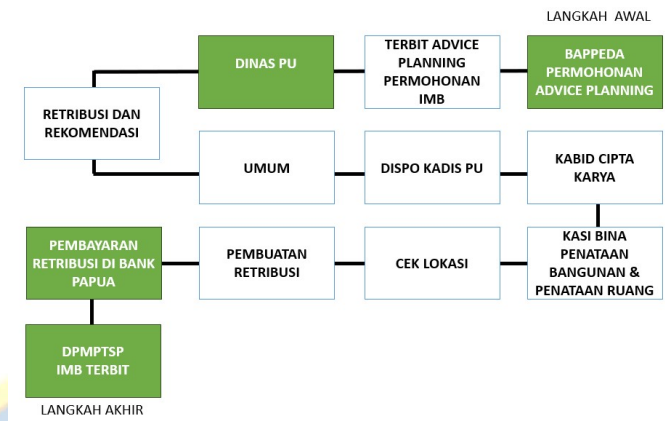 LANGKAH AWAL
DINAS PU
TERBIT ADVICE
PLANNING
PERMOHONAN
IMB
BAPPEDA
PERMOHONAN
ADVICE PLANNING
RETRIBUSI DAN
REKOMENDASI
UMUM
DISPO KADIS PU
KABID CIPTA
KARYA
PEMBAYARAN
RETRIBUSI DI BANK
PAPUA
PEMBUATAN
RETRIBUSI
CEK LOKASI
KASI BINA
PENATAAN
BANGUNAN &
PENATAAN RUANG
DPMPTSP
IMB TERBIT
LANGKAH AKHIR